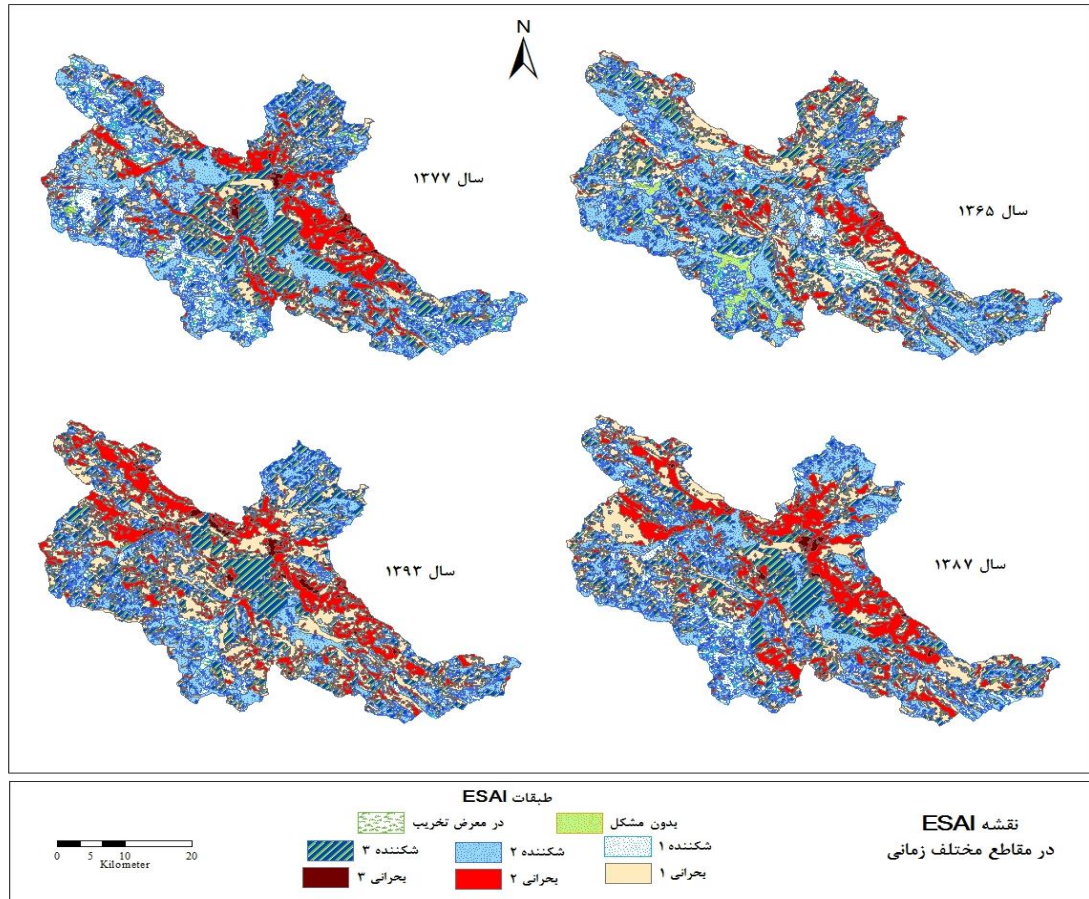 N
سال ۱۳۷۷
سال ۱۳۶۵
سال ۱۳۹۳
سال ۱۳۸۷
طبقات ESAI
بدون مشکل
در معرض تخریب
شکننده ۱
شکننده ۲
شکننده ۳
بحرانی ۱
بحرانی ۲
بحرانی ۳
نقشه ESAI
در مقاطع مختلف زمانی
0 5 10 20
Kilometer